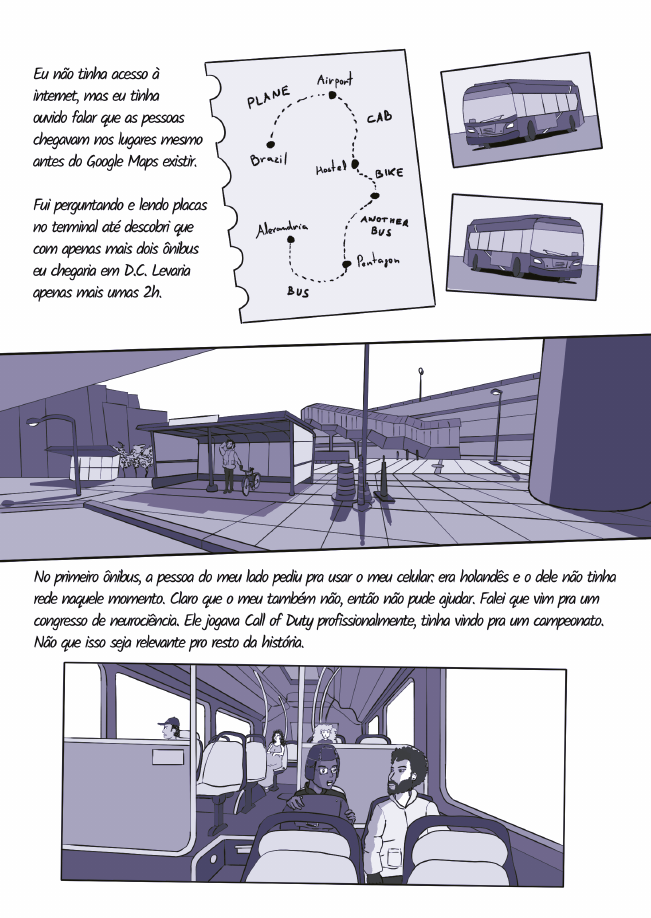 Eu não tinha acesso à
internet, mas eu tinha
ouvido falar que as pessoas
chegavam nos lugares mesmo
antes do Google Maps existir.
Fui perguntando e lendo placas
no terminal até descobri que
com apenas mais dois ônibus
eu chegaria em D.C. Levaria
apenas mais umas 2h.
PLANE
Airport
CAB
Brazil
Hostel
BIKE
ANOTHER
BUS
Alexandria
Pentagon
BUS
No primeiro ônibus, a pessoa do meu lado pediu pra usar o meu celular: era holandês e o dele não tinha
rede naquele momento. Claro que o meu também não, então não pude ajudar. Falei que vim pra um
congresso de neurociência. Ele jogava Call of Duty profissionalmente, tinha vindo pra um campeonato.
Não que isso seja relevante pro resto da história.